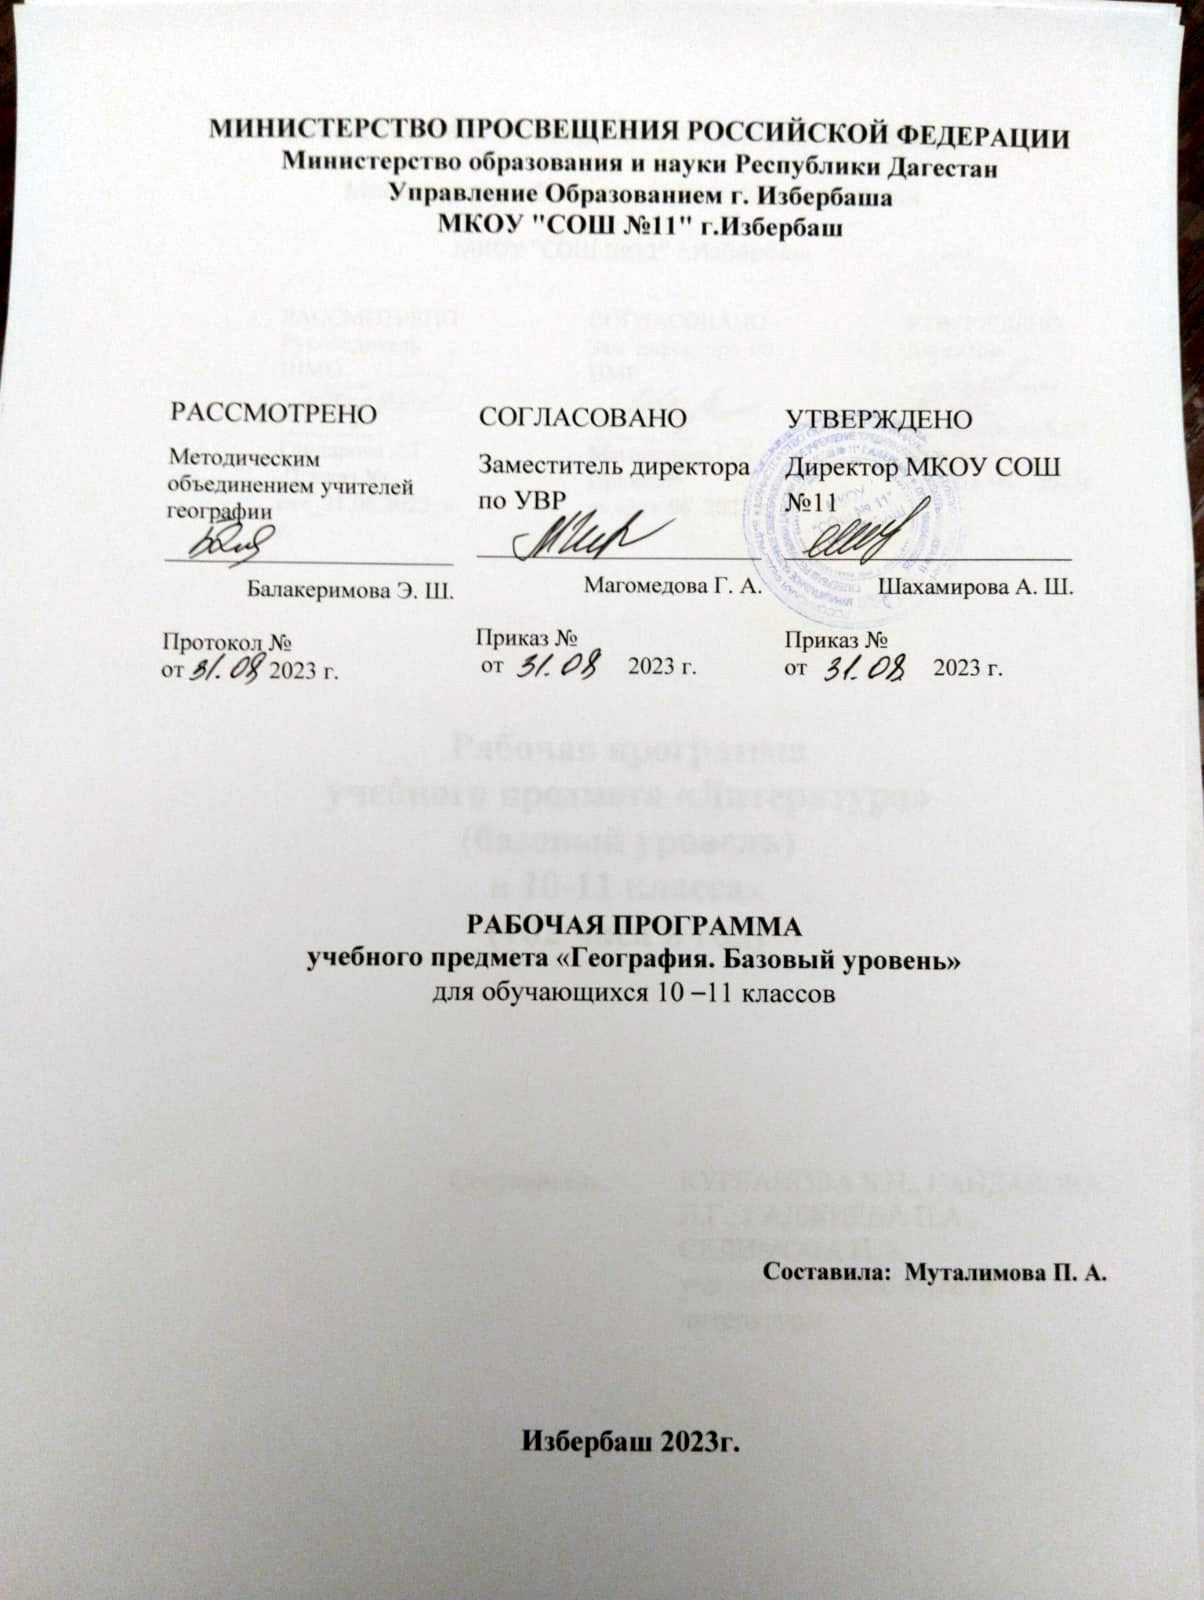 МИНИСТЕРСТВО ПРОСВЕЩЕНИЯ РОССИЙСКОЙ ФЕДЕРАЦИИ
Министерство образования и науки Республики Дагестан
Управление Образованием г. Избербаша
МКОУ "СОШ №11" г.Избербаш
РАССМОТРЕНО
Методическим
объединением учителей
географии
Балакеримова Э. Ш.
Протокол №
от 31.08 2023 г.
СОГЛАСОВАНО
Заместитель директора
по УВР
Магомедова Г. А.
Приказ №
от 31.08 2023 г.
УТВЕРЖДЕНО
Директор МКОУ СОШ
№11
Шахамирова А. Ш.
Приказ №
от 31.08. 2023 г.
Рабочая программа
учебного предмета «Литература»
(базовый уровень)
в 10-11 классах
РАБОЧАЯ ПРОГРАММА
учебного предмета «География. Базовый уровень»
для обучающихся 10 –11 классов
Составила: Муталимова П. А.
Избербаш 2023г.